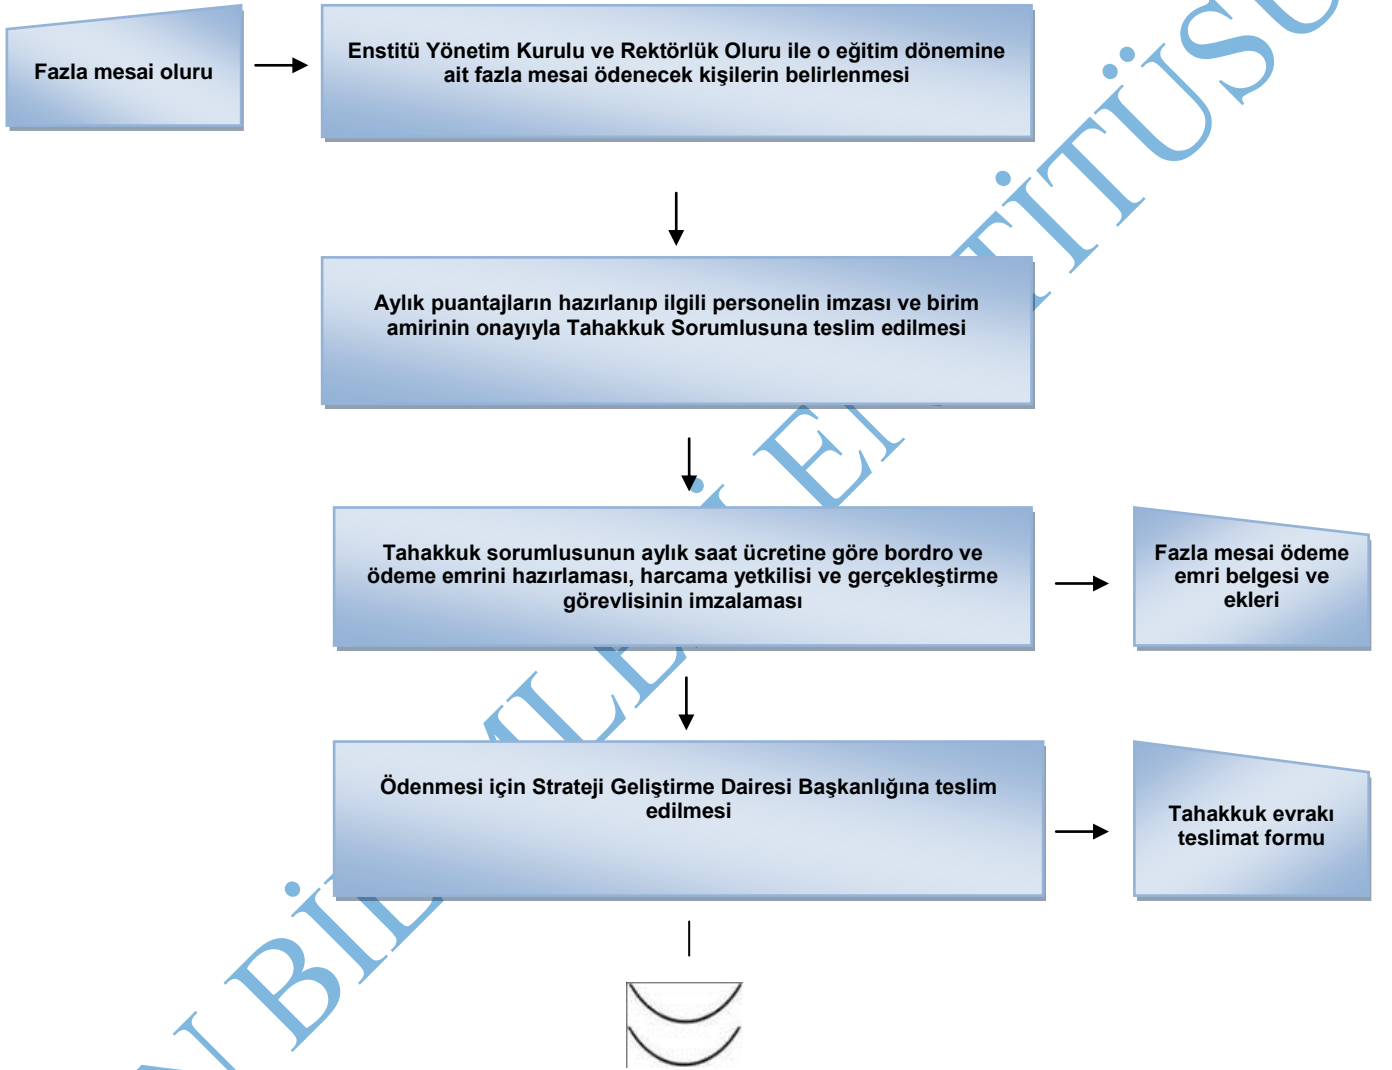 Fazla mesai oluru
Enstitü Yönetim Kurulu ve Rektörlük Oluru ile o eğitim dönemine
ait fazla mesai ödenecek kişilerin belirlenmesi
Aylık puantajların hazırlanıp ilgili personelin imzası ve birim
amirinin onayıyla Tahakkuk Sorumlusuna teslim edilmesi
Tahakkuk sorumlusunun aylık saat ücretine göre bordro ve
ödeme emrini hazırlaması, harcama yetkilisi ve gerçekleştirme
görevlisinin imzalaması
Fazla mesai ödeme
emri belgesi ve
ekleri
Ödenmesi için Strateji Geliştirme Dairesi Başkanlığına teslim
edilmesi
Tahakkuk evrakı
teslimat formu